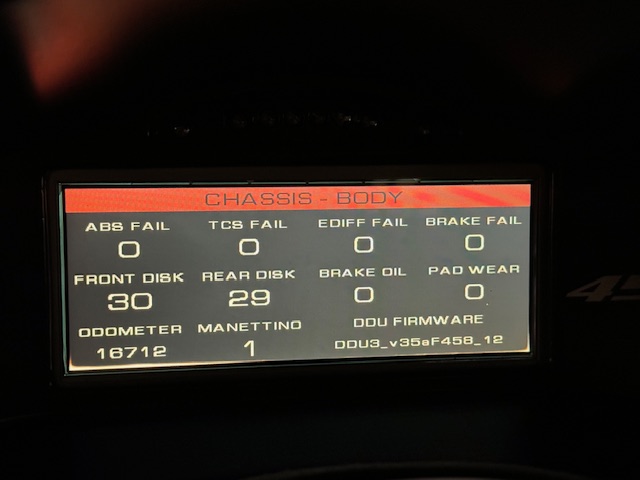 CHASSIS - BODY
ABS FAIL TCS FAIL EDIFF FAIL BRAKE FAIL
0 0 0 0
FRONT DISK REAR DISK BRAKE OIL PAD WEAR
30 29 0 0
ODOMETER MANETTINO DDU FIRMWARE
16712 1 DDU3_v35aF458_12